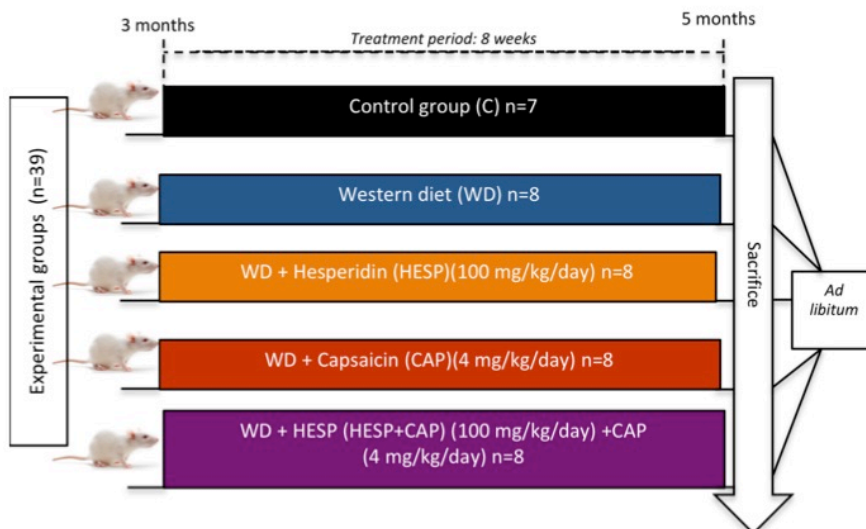 3 months
5 months
Treatment period: 8 weeks
Experimental groups (n=39)
Control group (C) n=7
Western diet (WD) n=8
WD + Hesperidin (HESP)(100 mg/kg/day) n=8
WD + Capsaicin (CAP)(4 mg/kg/day) n=8
WD + HESP (HESP+CAP) (100 mg/kg/day) +CAP
(4 mg/kg/day) n=8
Sacrifice
Ad
libitum